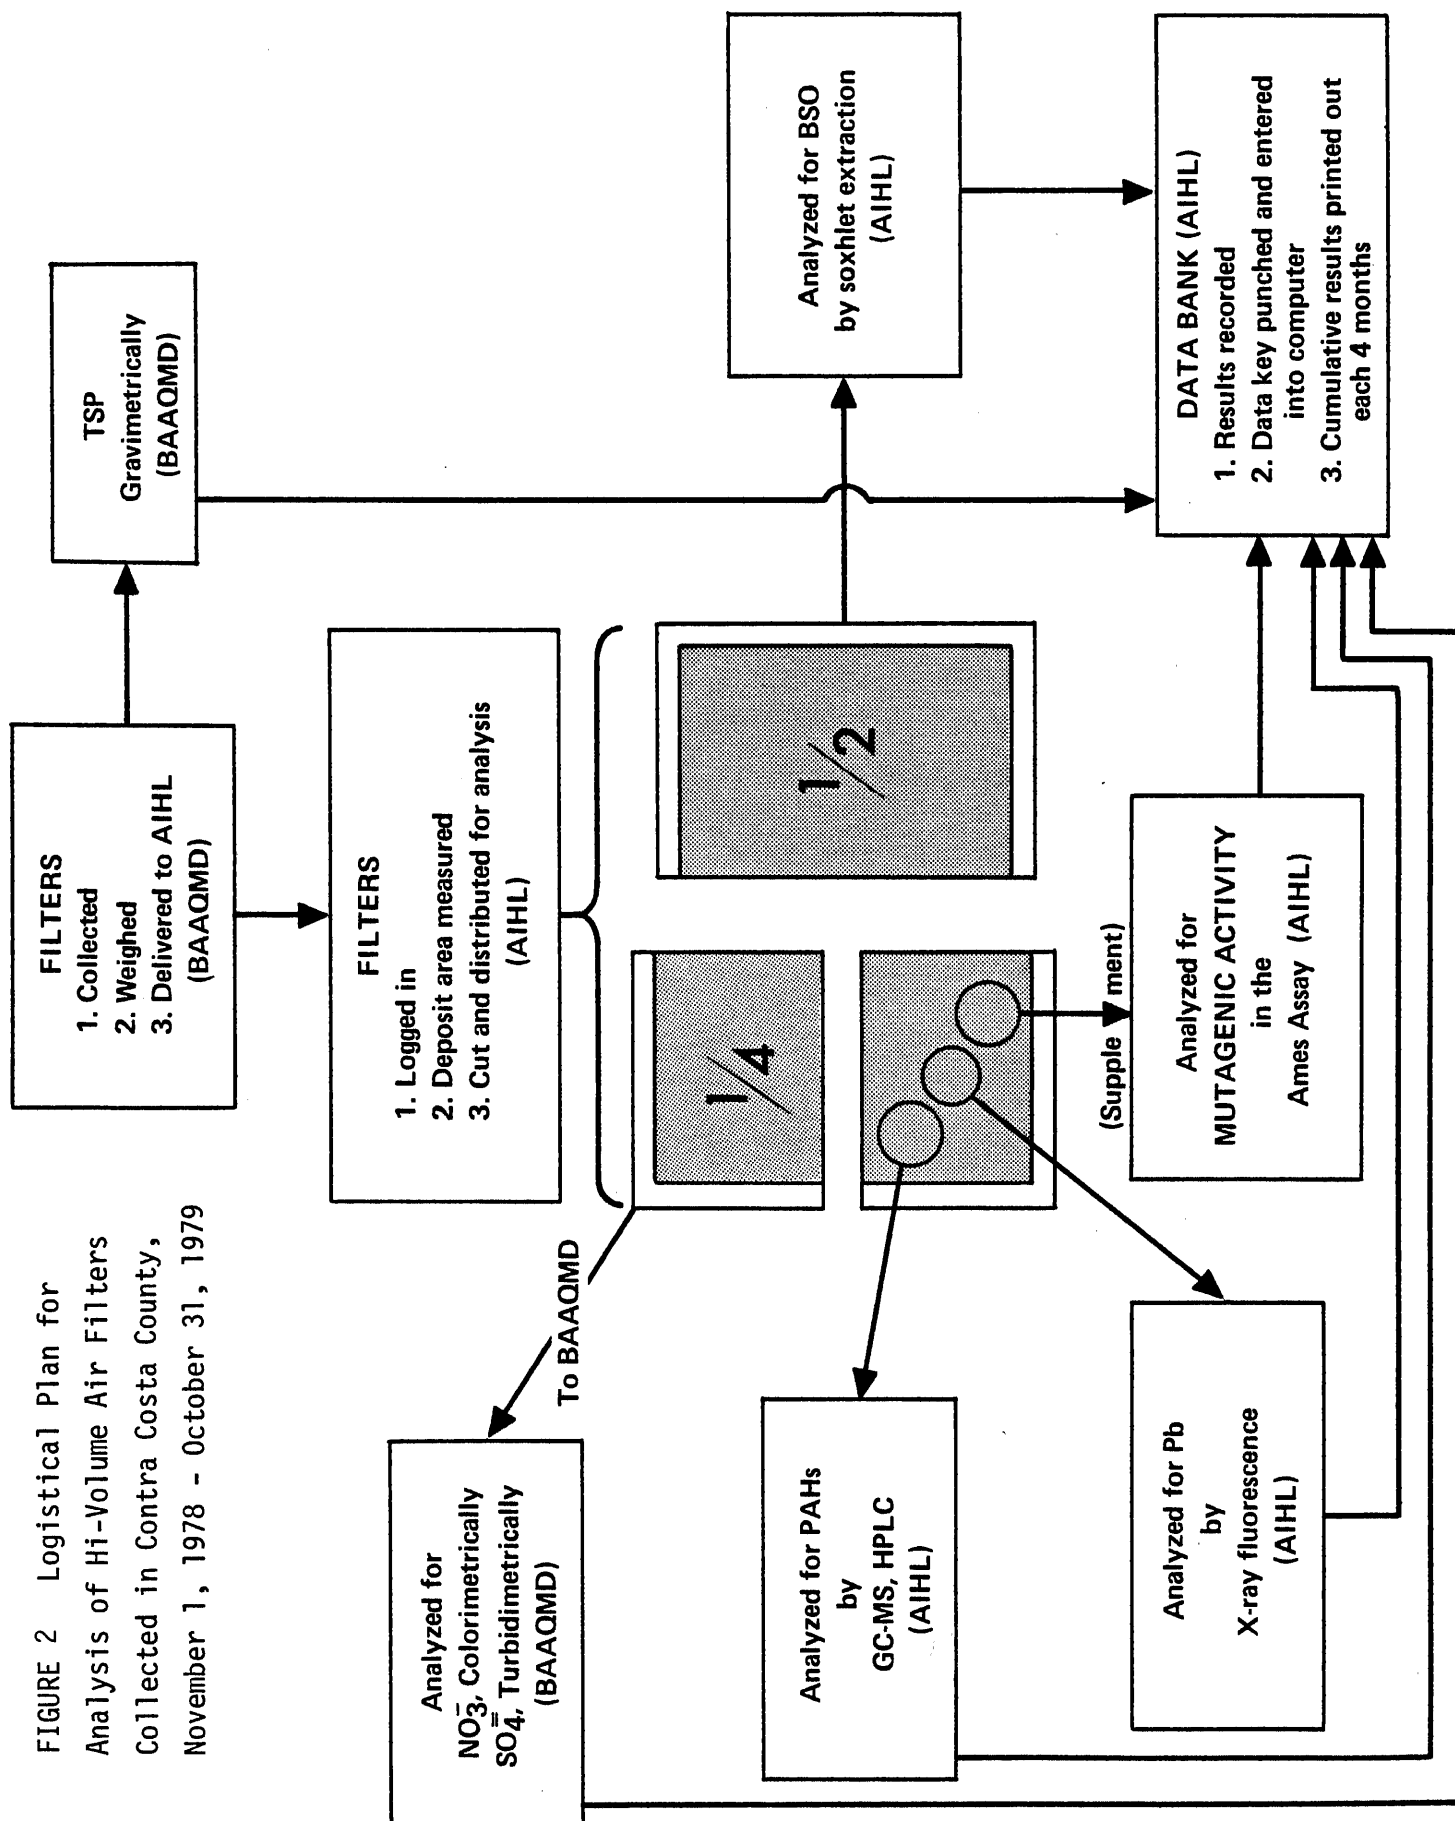 FIGURE 2 Logistical Plan for
Analysis of Hi-Volume Air Filters
Collected in Contra Costa County,
November 1, 1978 - October 31, 1979
FILTERS
1. Collected
2. Weighed
3. Delivered to AIHL
(BAAQMD)
TSP
Gravimetrically
(BAAQMD)
FILTERS
1. Logged in
2. Deposit area measured
3. Cut and distributed for analysis
(AIHL)
To BAAQMD
1/4
1/2
Analyzed for
NO₃⁻, Colorimetrically
SO₄⁼, Turbidimetrically
(BAAQMD)
Analyzed for PAHs
by
GC-MS, HPLC
(AIHL)
Analyzed for Pb
by
X-ray fluorescence
(AIHL)
(Supple ment)
Analyzed for
MUTAGENIC ACTIVITY
in the
Ames Assay (AIHL)
Analyzed for BSO
by soxhlet extraction
(AIHL)
DATA BANK (AIHL)
1. Results recorded
2. Data key punched and entered
into computer
3. Cumulative results printed out
each 4 months